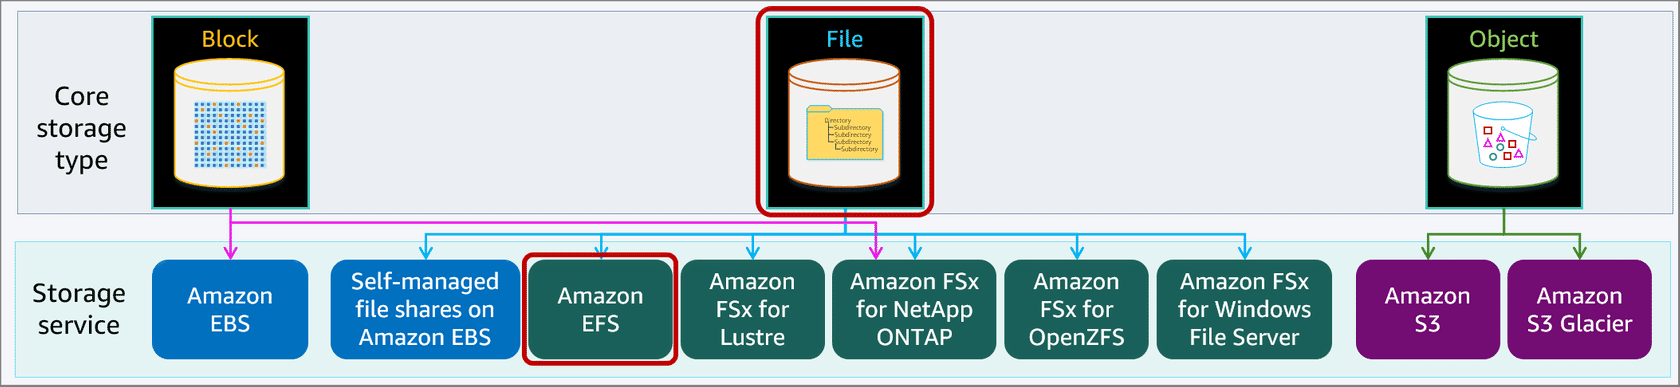 Block
File
Object
Core
storage
type
Directory
Subdirectory
Subdirectory
Subdirectory
Subdirectory
Storage
service
Amazon
EBS
Self-managed
file shares on
Amazon EBS
Amazon
EFS
Amazon
FSx for
Lustre
Amazon FSx
for NetApp
ONTAP
Amazon
FSx for
OpenZFS
Amazon FSx
for Windows
File Server
Amazon
S3
Amazon
S3 Glacier